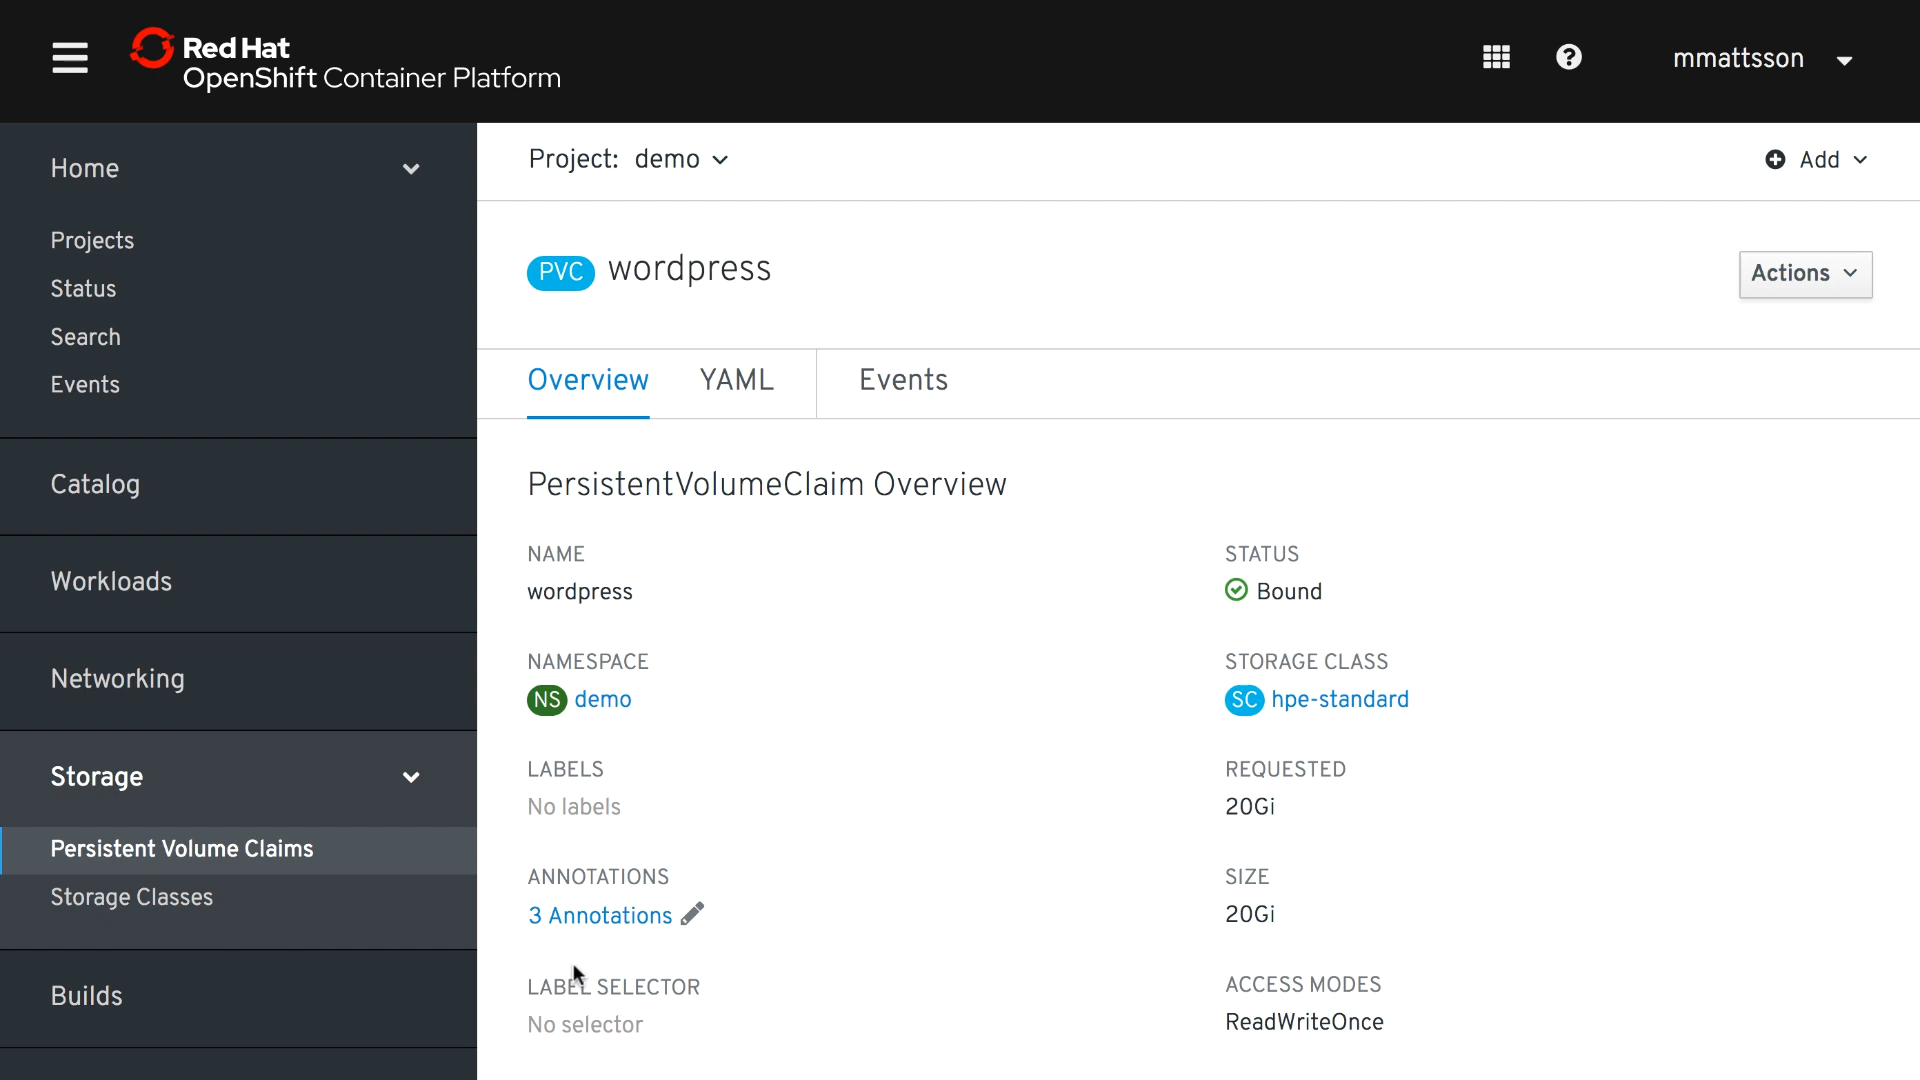 Red Hat
OpenShift Container Platform
mmattsson
Home
Projects
Status
Search
Events
Catalog
Workloads
Networking
Storage
Persistent Volume Claims
Storage Classes
Builds
Project: demo
Add
PVC wordpress
Actions
Overview YAML Events
PersistentVolumeClaim Overview
NAME
wordpress
NAMESPACE
NS demo
LABELS
No labels
ANNOTATIONS
3 Annotations
LABEL SELECTOR
No selector
STATUS
Bound
STORAGE CLASS
SC hpe-standard
REQUESTED
20Gi
SIZE
20Gi
ACCESS MODES
ReadWriteOnce